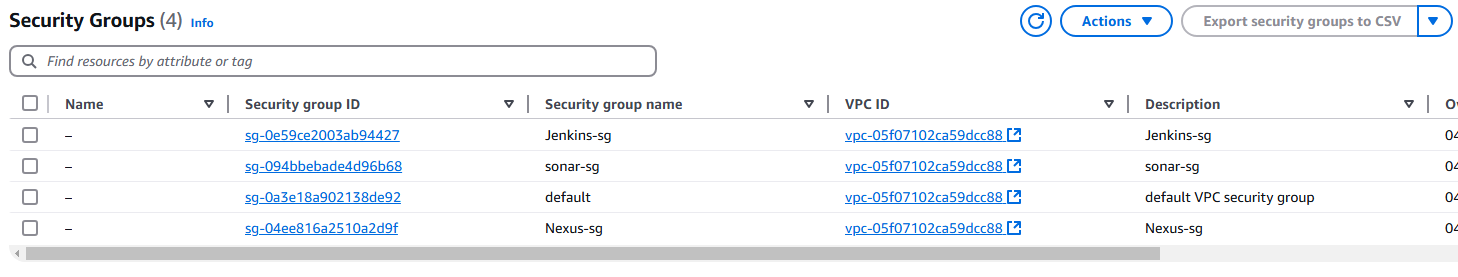 Security Groups (4) Info Actions Export security groups to CSV
Find resources by attribute or tag
Name Security group ID Security group name VPC ID Description
– sg-0e59ce2003ab94427 Jenkins-sg vpc-05f07102ca59dcc88 Jenkins-sg 04
– sg-094bbebade4d96b68 sonar-sg vpc-05f07102ca59dcc88 sonar-sg 04
– sg-0a3e18a902138de92 default vpc-05f07102ca59dcc88 default VPC security group 04
– sg-04ee816a2510a2d9f Nexus-sg vpc-05f07102ca59dcc88 Nexus-sg 04